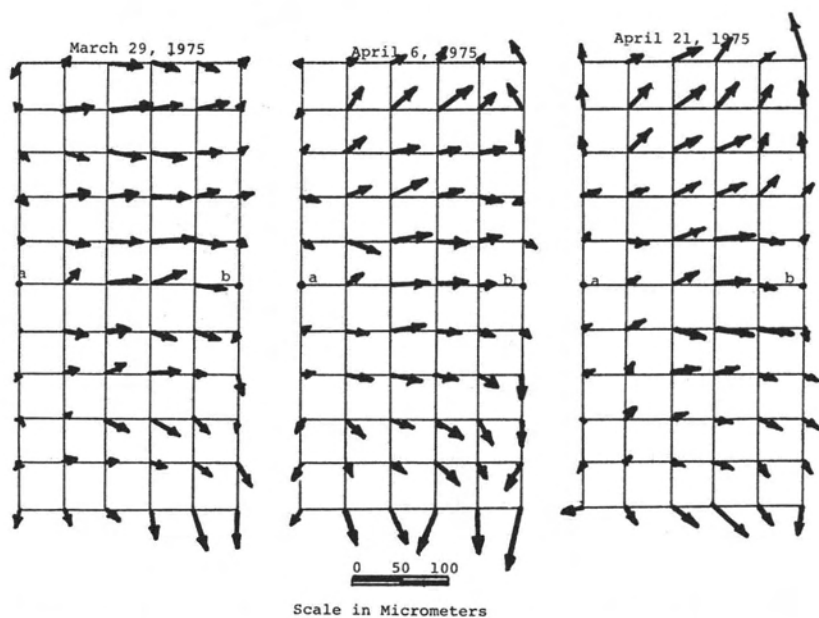 March 29, 1975
April 6, 1975
April 21, 1975
a b
a b
a b
0 50 100
Scale in Micrometers